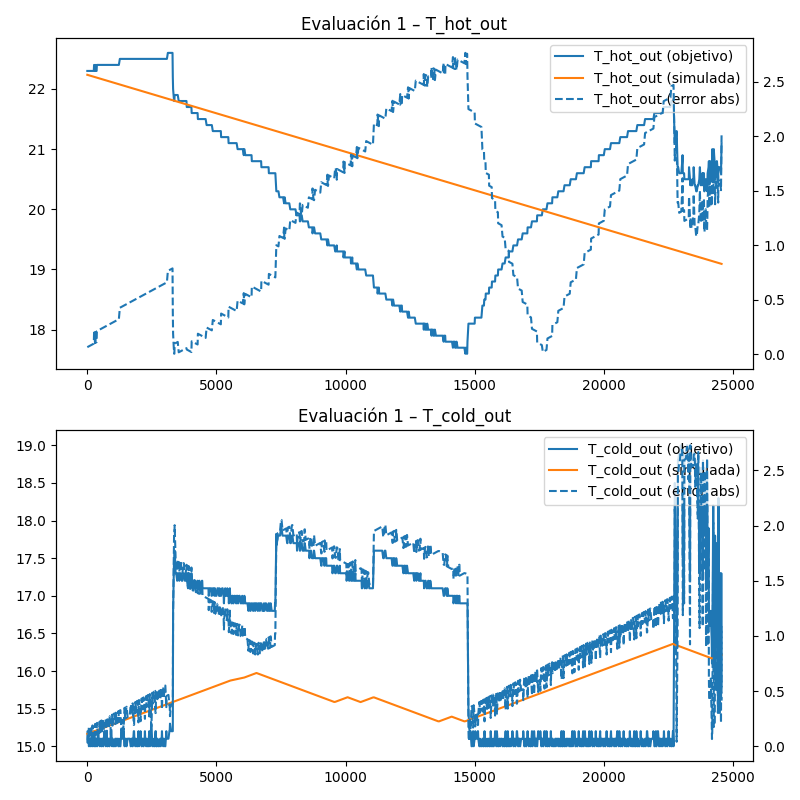 Evaluación 1 – T_hot_out
T_hot_out (objetivo)
T_hot_out (simulada)
T_hot_out (error abs)
22
21
20
19
18
2.5
2.0
1.5
1.0
0.5
0.0
0 5000 10000 15000 20000 25000
Evaluación 1 – T_cold_out
T_cold_out (objetivo)
T_cold_out (simulada)
T_cold_out (error abs)
19.0
18.5
18.0
17.5
17.0
16.5
16.0
15.5
15.0
2.5
2.0
1.5
1.0
0.5
0.0
0 5000 10000 15000 20000 25000